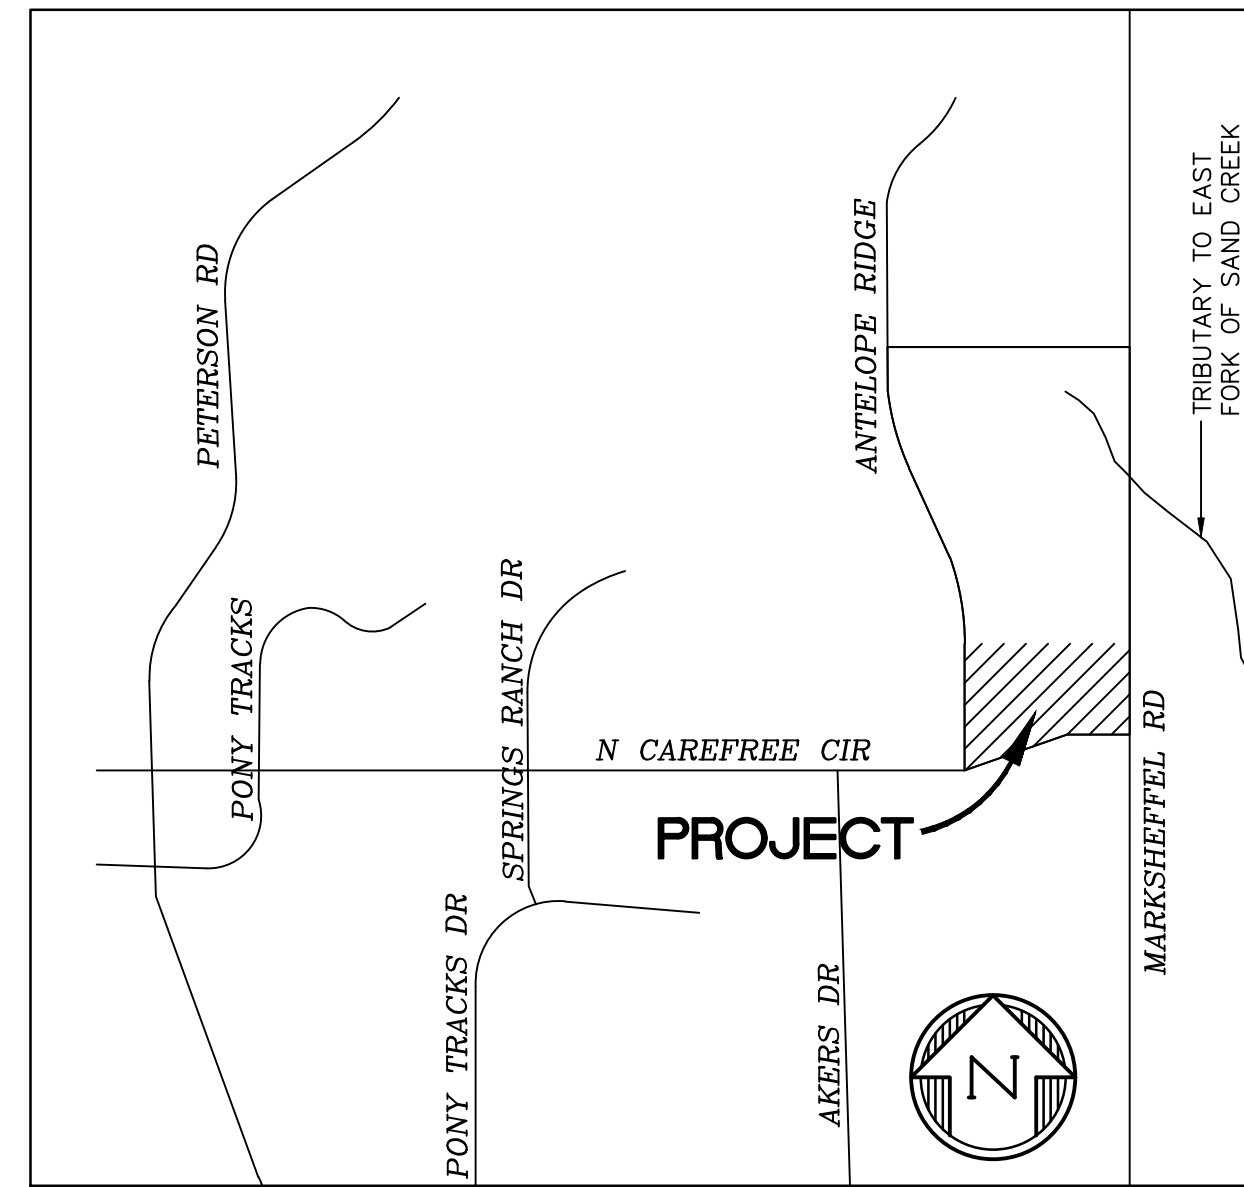 TRIBUTARY TO EAST
FORK OF SAND CREEK
PETERSON RD
ANTELOPE RIDGE
PONY TRACKS
SPRINGS RANCH DR
N CAREFREE CIR
PROJECT
MARKSHEFFEL RD
PONY TRACKS DR
AKERS DR
N